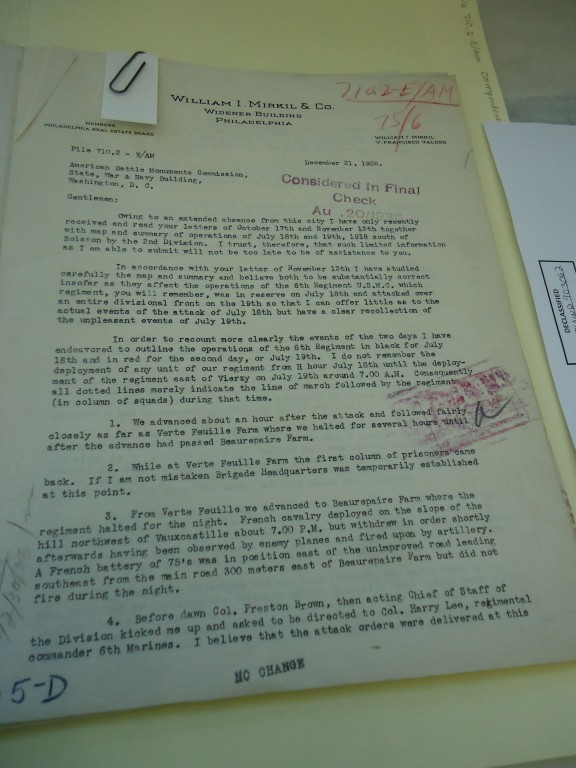 WILLIAM I. MIRKIL & CO.
WIDENER BUILDING
PHILADELPHIA
MEMBERS
PHILADELPHIA REAL ESTATE BOARD
WILLIAM I. MIRKIL
710.2 E/AM
75/6
File 710.2 - E/AM
December 21, 1926.
American Battle Monuments Commission,
State, War & Navy Building,
Washington, D. C.
Considered in Final
Check
Gentlemen:
Owing to an extended absence from this city I have only recently
received and read your letters of October 17th and November 13th together
with map and summary of operations of July 18th and 19th, 1918 south of
Soisson by the 2nd Division. I trust, therefore, that such limited information
as I am able to submit will not be too late to be of assistance to you.
In accordance with your letter of November 13th I have studied
carefully the map and summary and believe both to be substantially correct
insofar as they affect the operations of the 6th Regiment U.S.M.C. which
regiment, you will remember, was in reserve on July 18th and attacked over
an entire divisional front on the 19th so that I can offer little as to the
actual events of the attack of July 18th but have a clear recollection of
the unpleasant events of July 19th.
In order to recount more clearly the events of the two days I have
endeavored to outline the operations of the 6th Regiment in black for July
18th and in red for the second day, or July 19th. I do not remember the
deployment of any unit of our regiment from H hour July 18th until the deploy-
ment of the regiment east of Vierzy on July 19th around 7.00 A.M. Consequently
all dotted lines merely indicate the line of march followed by the regiment
(in column of squads) during that time.
1. We advanced about an hour after the attack and followed fairly
closely as far as Verte Feuille Farm where we halted for several hours until
after the advance had passed Beaurepaire Farm.
2. While at Verte Feuille Farm the first column of prisoners came
back. If I am not mistaken Brigade Headquarters was temporarily established
at this point.
3. From Verte Feuille we advanced to Beaurepaire Farm where the
regiment halted for the night. French cavalry deployed on the slope of the
hill northwest of Vauxcastille about 7.00 P.M. but withdrew in order shortly
afterwards having been observed by enemy planes and fired upon by artillery.
A French battery of 75's was in position east of the unimproved road leading
southeast from the main road 300 meters east of Beaurepaire Farm but did not
fire during the night.
4. Before dawn Col. Preston Brown, then acting Chief of Staff of
the Division kicked me up and asked to be directed to Col. Harry Lee, regimental
commander 6th Marines. I believe that the attack orders were delivered at this
NO CHANGE
5-D
DECLASSIFIED